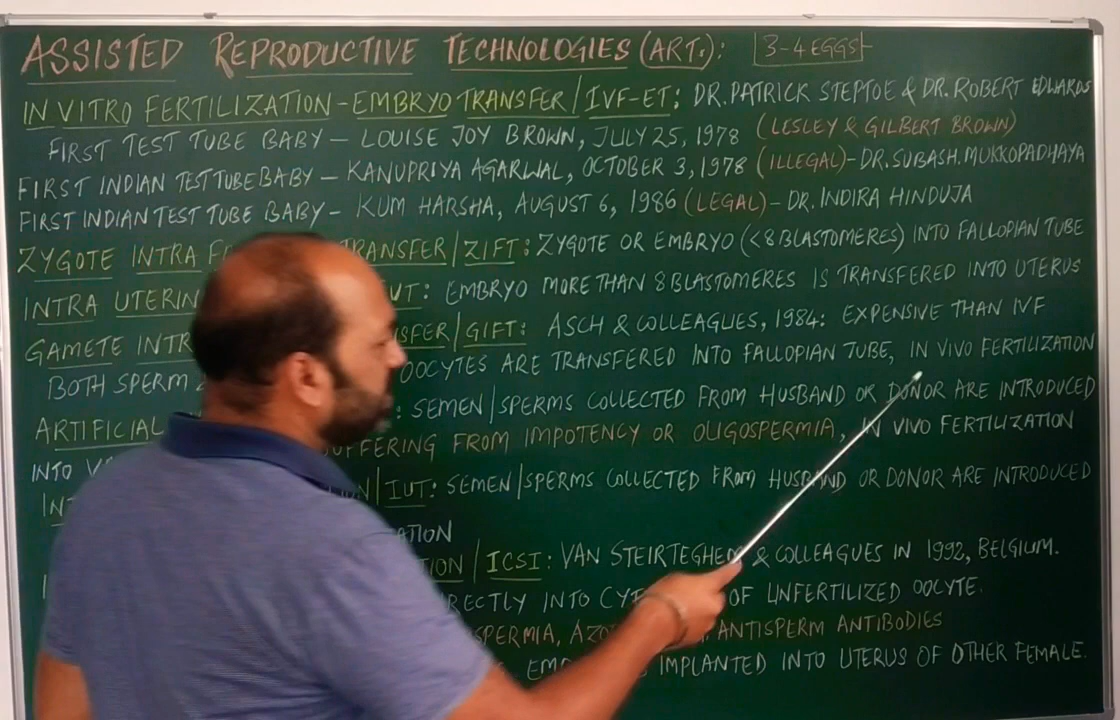 ASSISTED REPRODUCTIVE TECHNOLOGIES (ARTs): 3-4 EGGS
IN VITRO FERTILIZATION-EMBRYO TRANSFER/IVF-ET: DR. PATRICK STEPTOE & DR. ROBERT EDWARDS
FIRST TEST TUBE BABY - LOUISE JOY BROWN, JULY 25, 1978 (LESLEY & GILBERT BROWN)
FIRST INDIAN TEST TUBE BABY - KANUPRIYA AGARWAL, OCTOBER 3, 1978 (ILLEGAL) - DR. SUBASH. MUKKOPADHAYA
FIRST INDIAN TEST TUBE BABY - KUM HARSHA, AUGUST 6, 1986 (LEGAL) - DR. INDIRA HINDUJA
ZYGOTE INTRA TRANSFER/ZIFT: ZYGOTE OR EMBRYO (<8 BLASTOMERES) INTO FALLOPIAN TUBE
INTRA UTERIN UT: EMBRYO MORE THAN 8 BLASTOMERES IS TRANSFERED INTO UTERUS
GAMETE INTR SFER/GIFT: ASCH & COLLEAGUES, 1984: EXPENSIVE THAN IVF
BOTH SPERM OOCYTES ARE TRANSFERED INTO FALLOPIAN TUBE, IN VIVO FERTILIZATION
ARTIFICIAL : SEMEN/SPERMS COLLECTED FROM HUSBAND OR DONOR ARE INTRODUCED
INTO UFFERING FROM IMPOTENCY OR OLIGOSPERMIA, IN VIVO FERTILIZATION
IN ON/IUT: SEMEN/SPERMS COLLECTED FROM HUSBAND OR DONOR ARE INTRODUCED
ATION
TION/ICSI: VAN STEIRTEGHEM & COLLEAGUES IN 1992, BELGIUM.
RECTLY INTO CYT OF UNFERTILIZED OOCYTE.
SPERMIA, AZO ANTISPERM ANTIBODIES
EM IMPLANTED INTO UTERUS OF OTHER FEMALE.